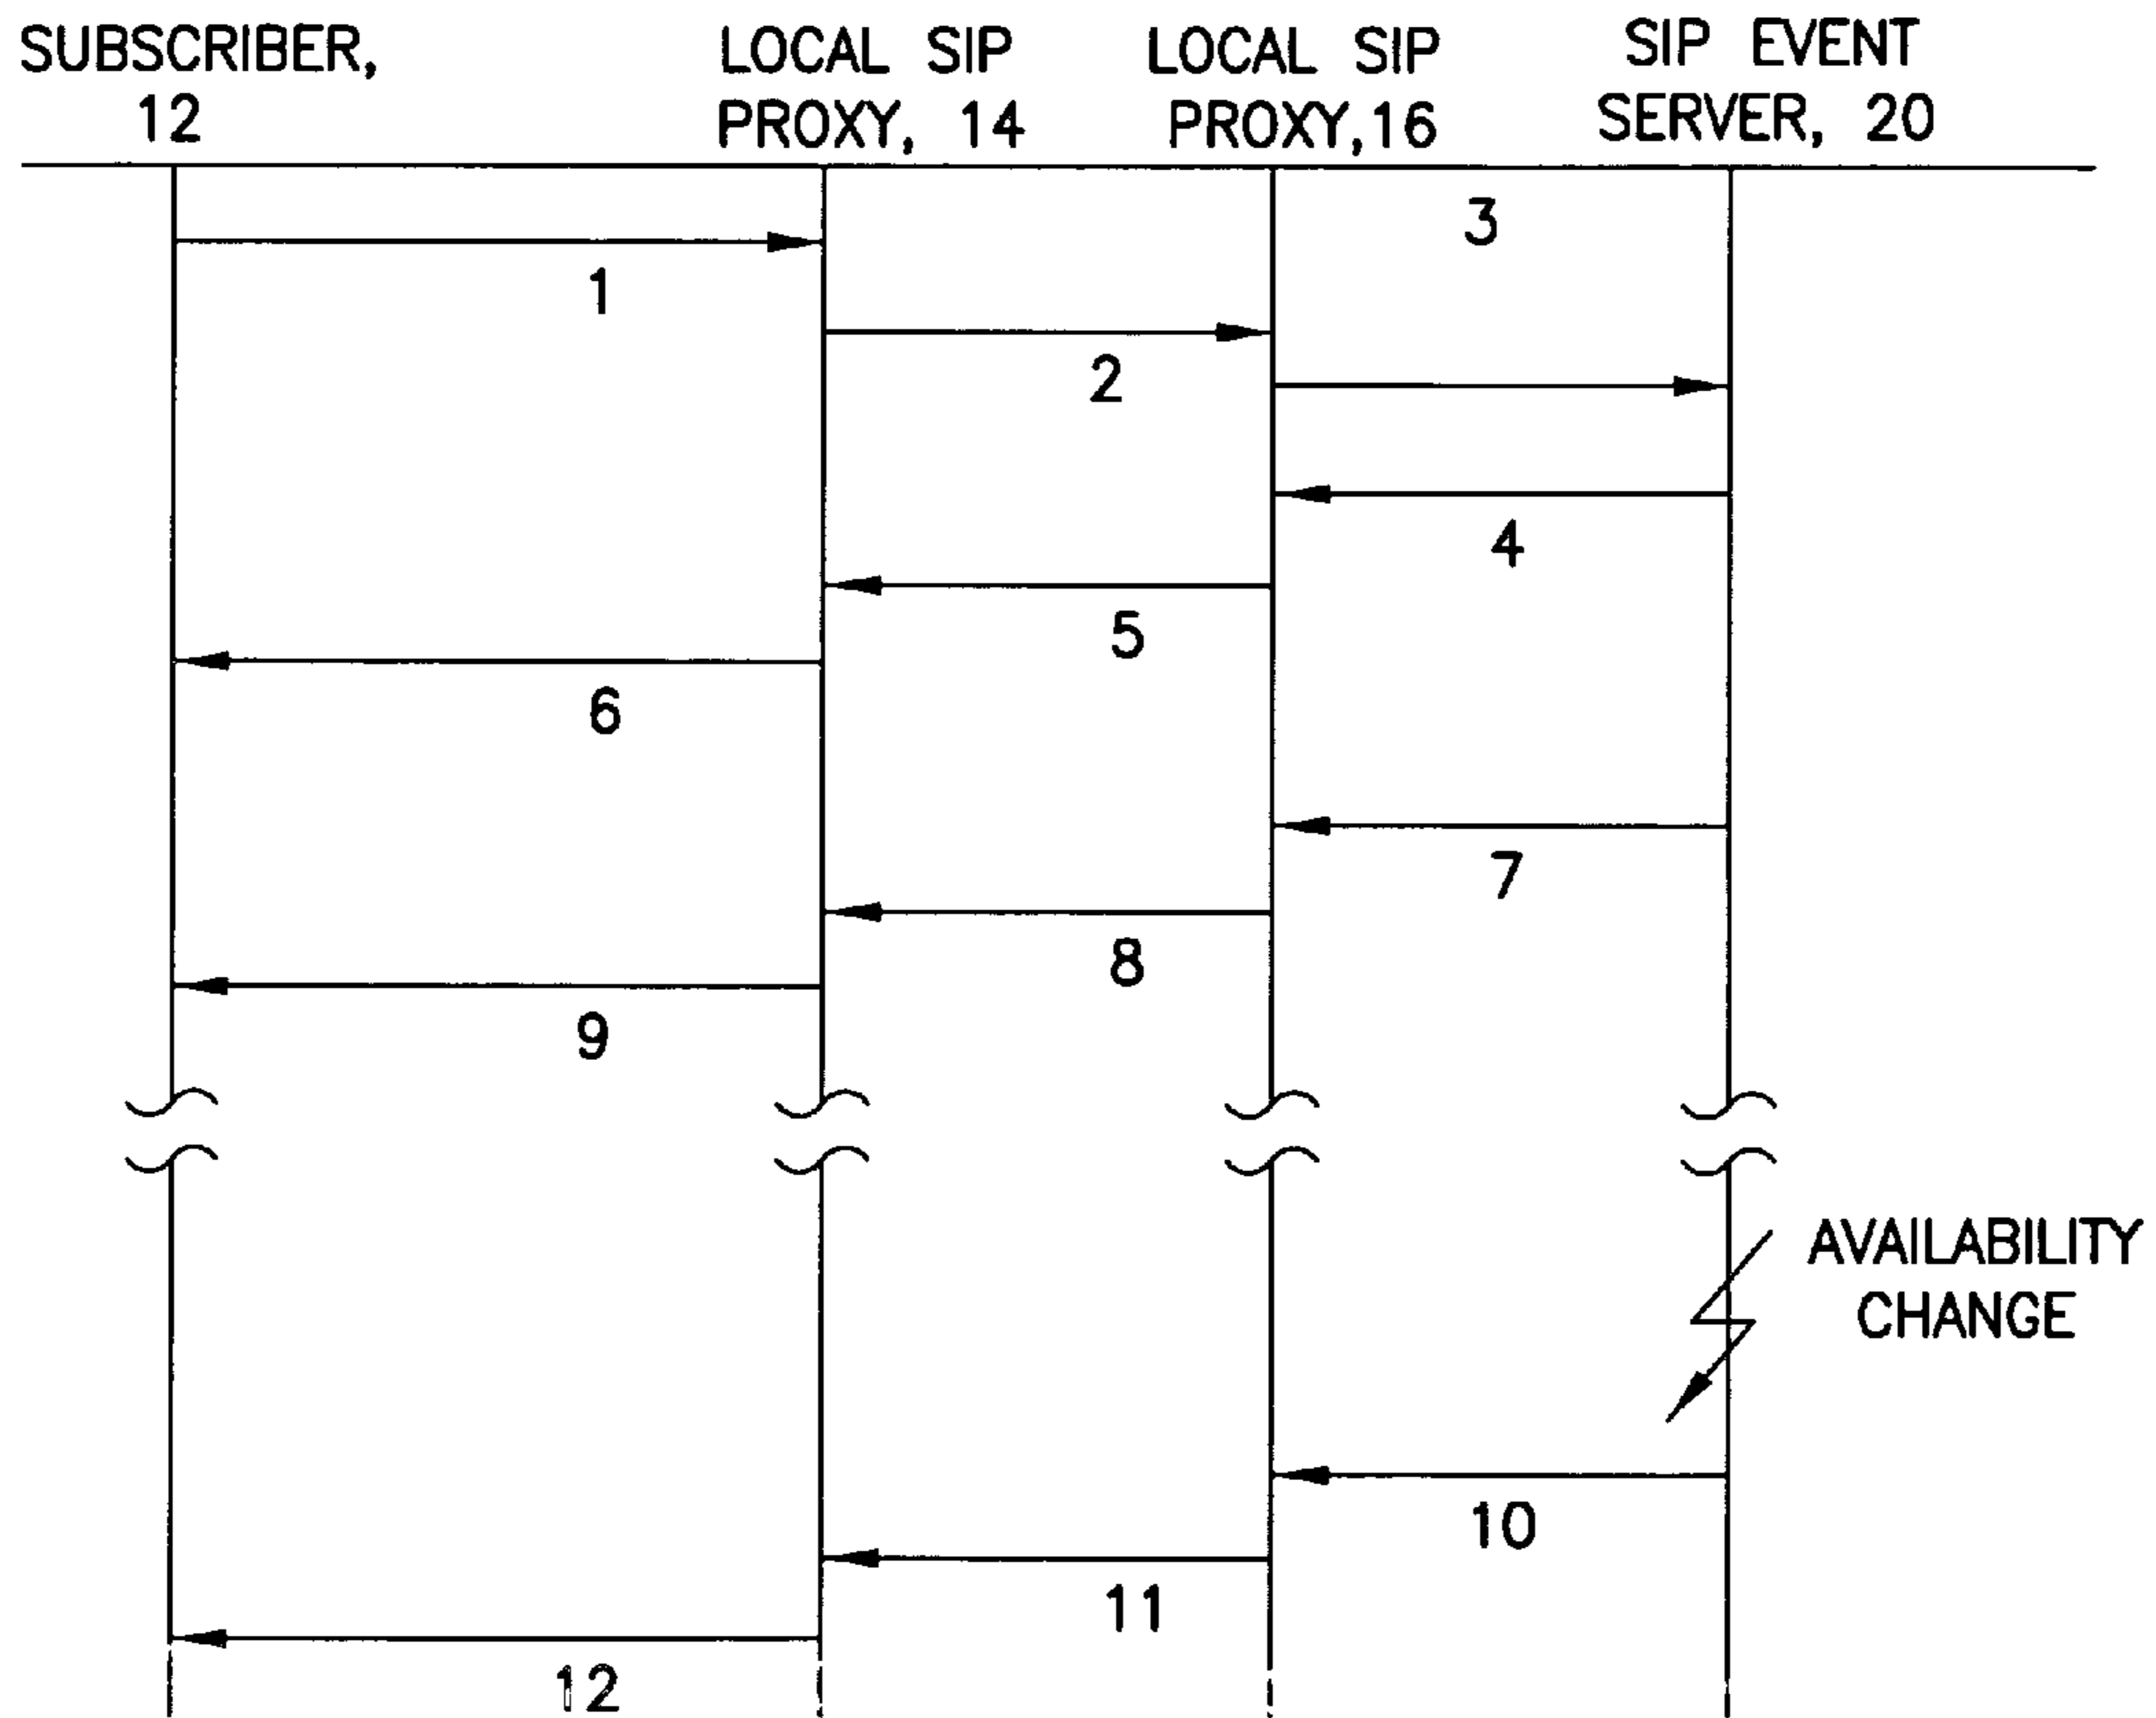 SUBSCRIBER,
12
LOCAL SIP
PROXY, 14
LOCAL SIP
PROXY,16
SIP EVENT
SERVER, 20
3
1
2
4
5
6
7
8
9
AVAILABILITY
CHANGE
10
11
12